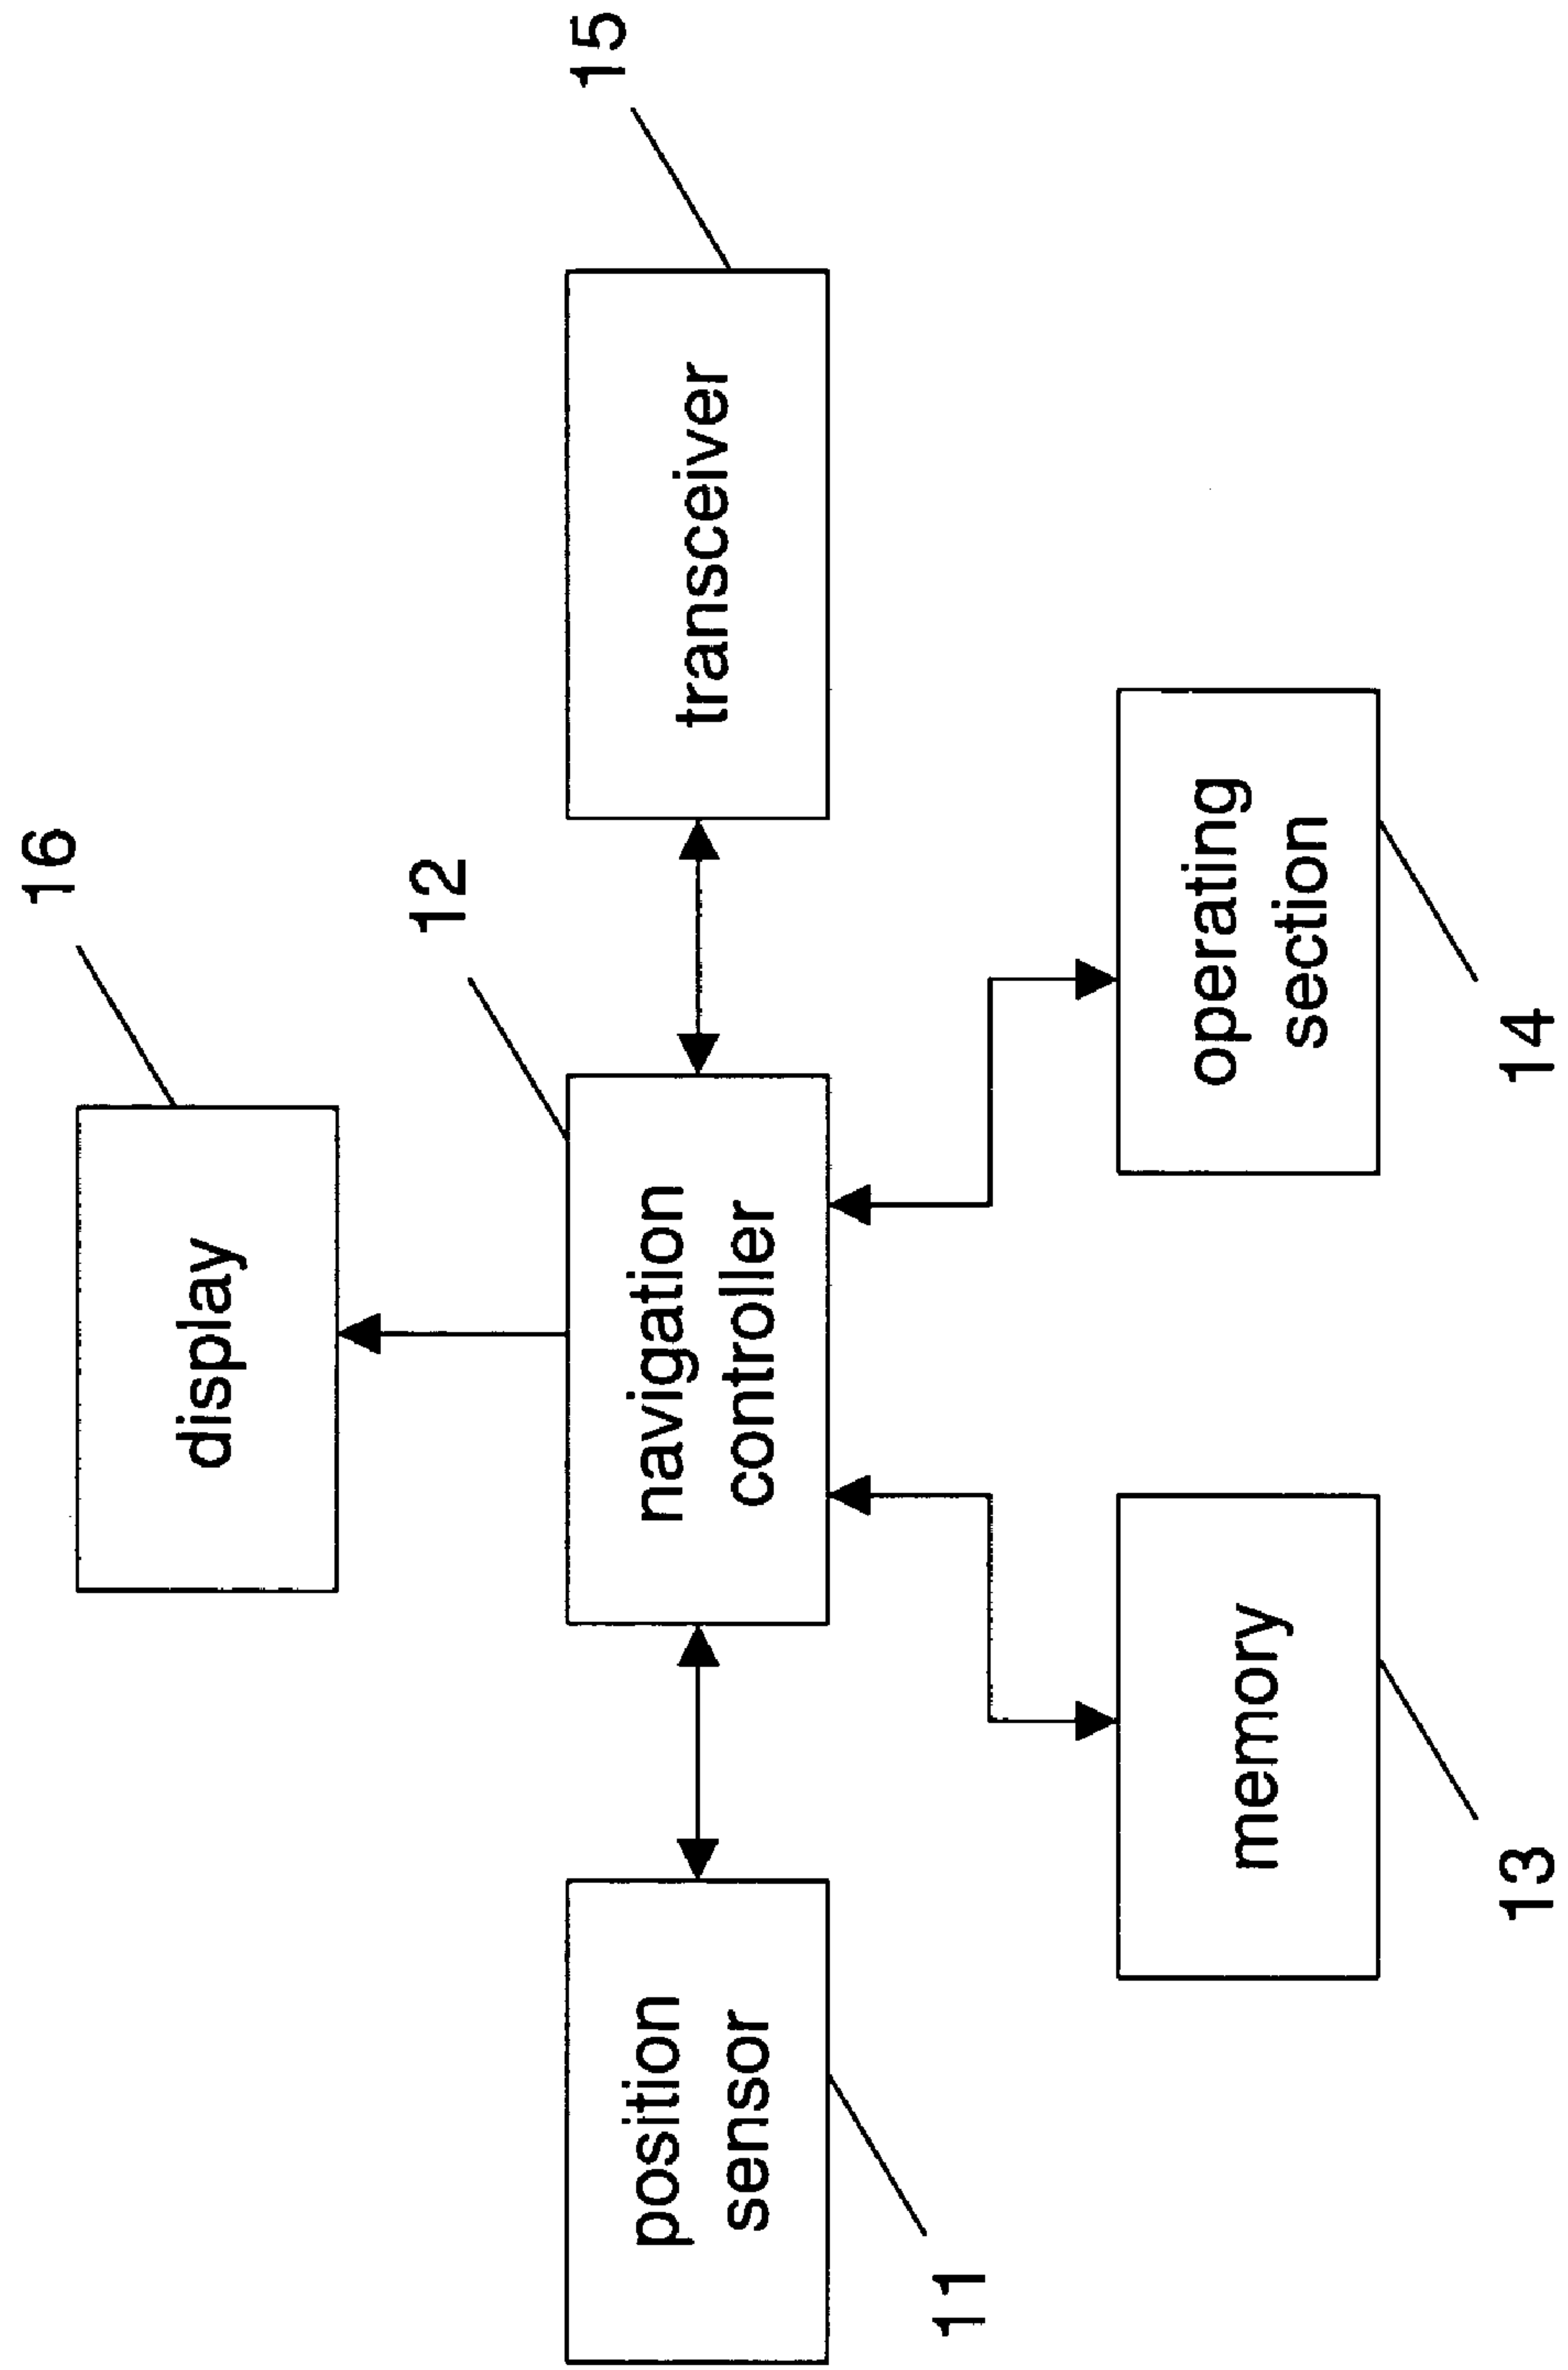 16
display
12
15
position
sensor
navigation
controller
transceiver
11
memory
operating
section
13
14